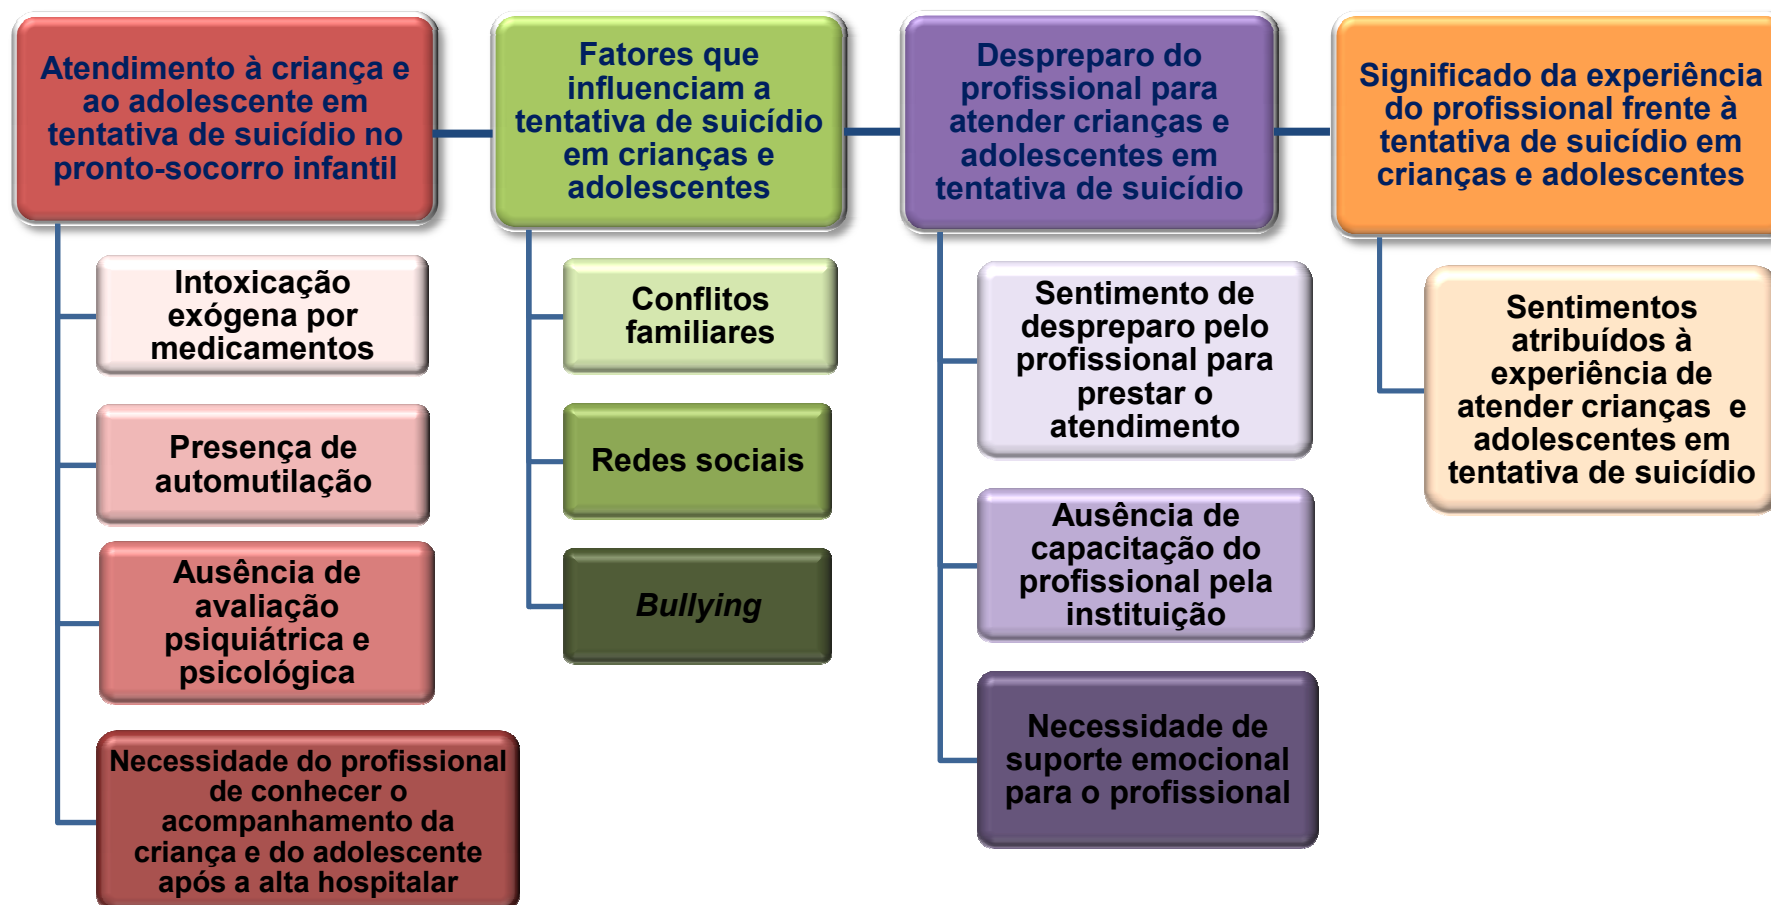 Atendimento à criança e
ao adolescente em
tentativa de suicídio no
pronto-socorro infantil
Intoxicação
exógena por
medicamentos
Presença de
automutilação
Ausência de
avaliação
psiquiátrica e
psicológica
Necessidade do profissional
de conhecer o
acompanhamento da
criança e do adolescente
após a alta hospitalar
Fatores que
influenciam a
tentativa de suicídio
em crianças e
adolescentes
Conflitos
familiares
Redes sociais
Bullying
Despreparo do
profissional para
atender crianças e
adolescentes em
tentativa de suicídio
Sentimento de
despreparo pelo
profissional para
prestar o
atendimento
Ausência de
capacitação do
profissional pela
instituição
Necessidade de
suporte emocional
para o profissional
Significado da experiência
do profissional frente à
tentativa de suicídio em
crianças e adolescentes
Sentimentos
atribuídos à
experiência de
atender crianças e
adolescentes em
tentativa de suicídio